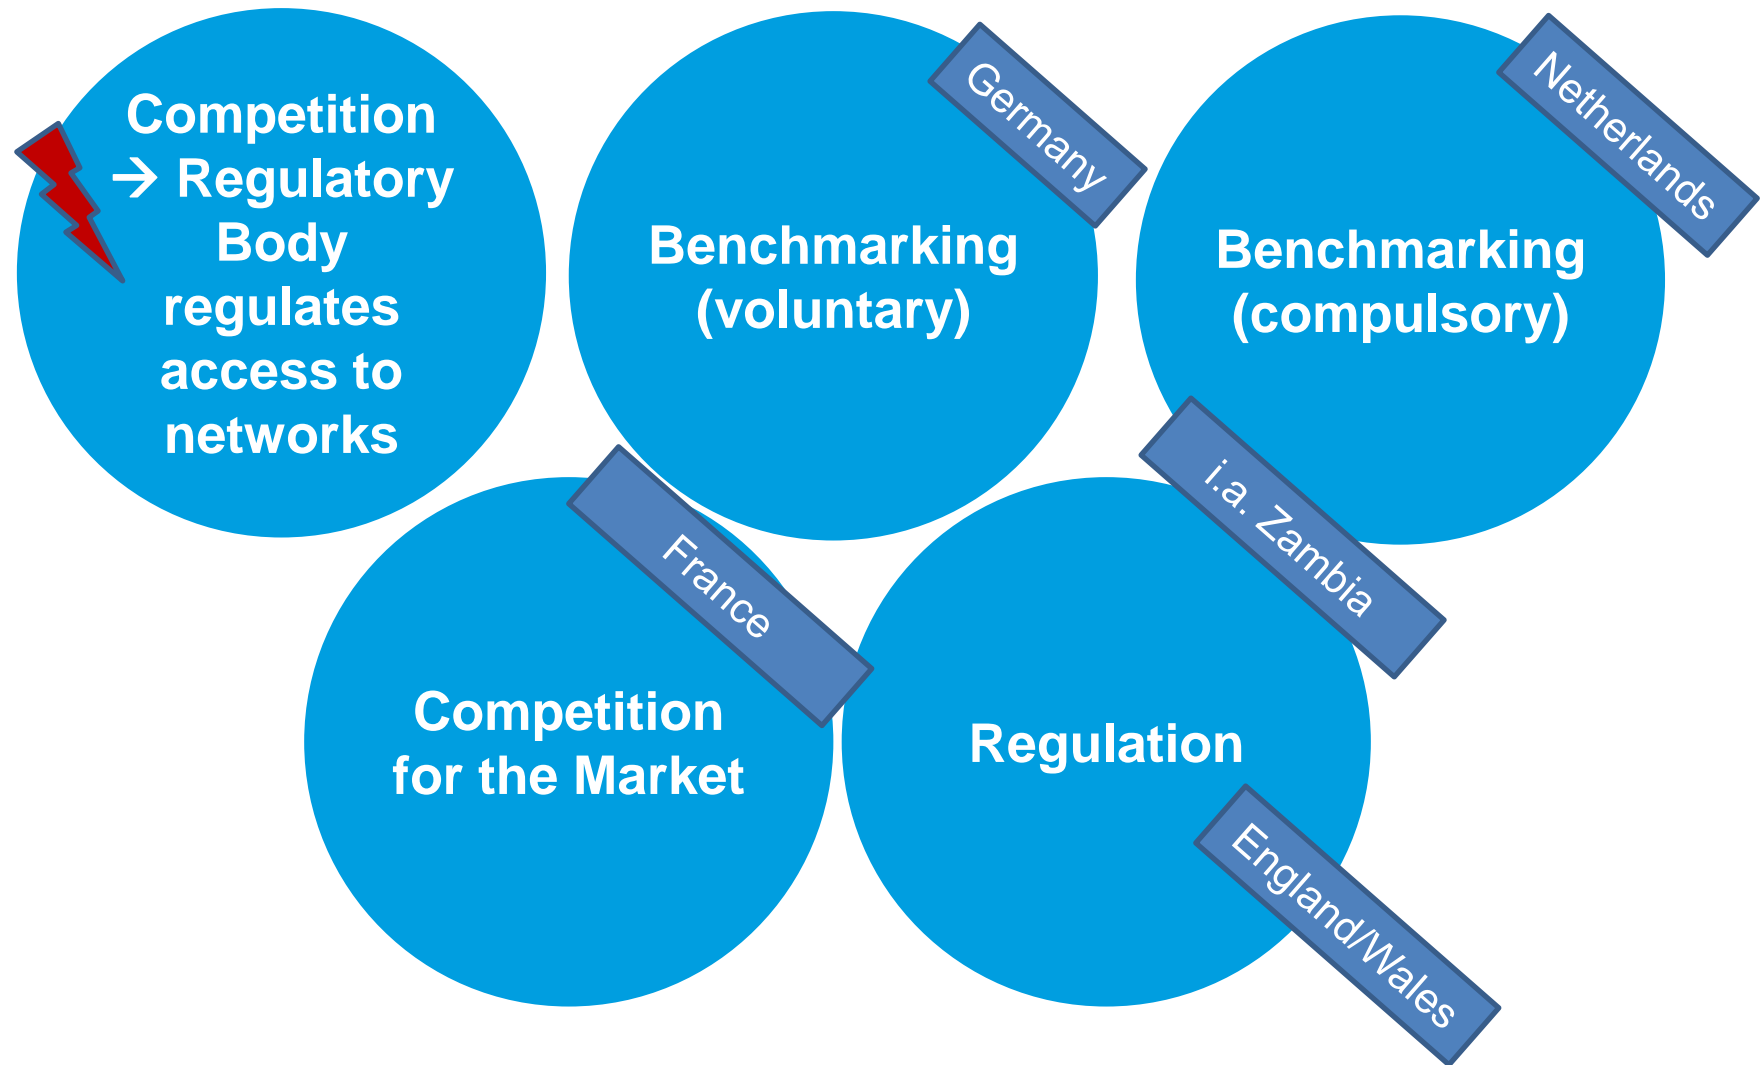 Competition
→ Regulatory
Body
regulates
access to
networks
Germany
Benchmarking
(voluntary)
Netherlands
Benchmarking
(compulsory)
France
Competition
for the Market
i.a. Zambia
Regulation
England/Wales